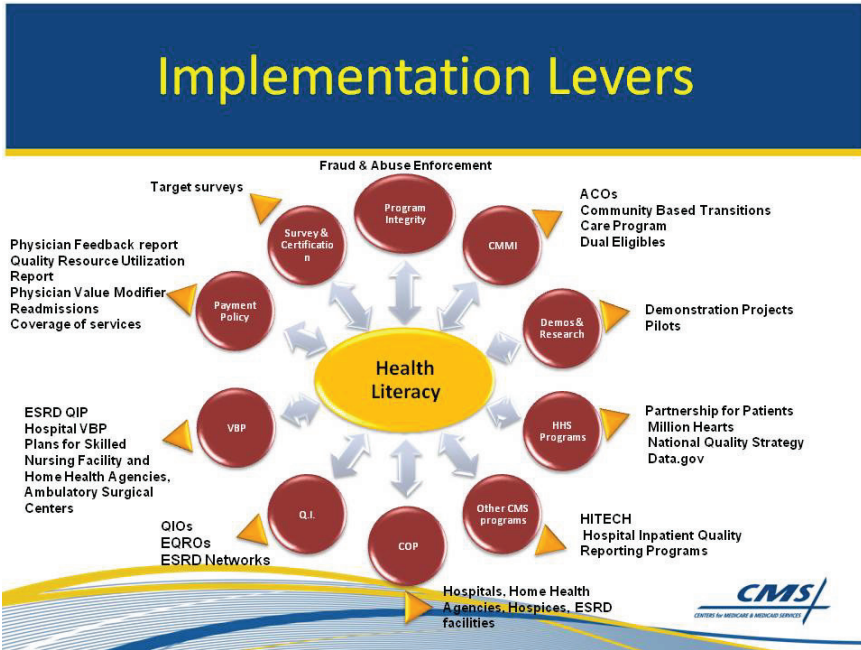 Implementation Levers
Fraud & Abuse Enforcement
Program
Integrity
Target surveys
Survey &
Certificatio
n
CMMI
ACOs
Community Based Transitions
Care Program
Dual Eligibles
Physician Feedback report
Quality Resource Utilization
Report
Physician Value Modifier
Readmissions
Coverage of services
Payment
Policy
Demos &
Research
Demonstration Projects
Pilots
Health
Literacy
ESRD QIP
Hospital VBP
Plans for Skilled
Nursing Facility and
Home Health Agencies,
Ambulatory Surgical
Centers
VBP
HHS
Programs
Partnership for Patients
Million Hearts
National Quality Strategy
Data.gov
QIOs
EQROs
ESRD Networks
Q.I.
COP
Other CMS
programs
HITECH
Hospital Inpatient Quality
Reporting Programs
Hospitals, Home Health
Agencies, Hospices, ESRD
facilities
CMS
CENTERS for MEDICARE & MEDICAID SERVICES